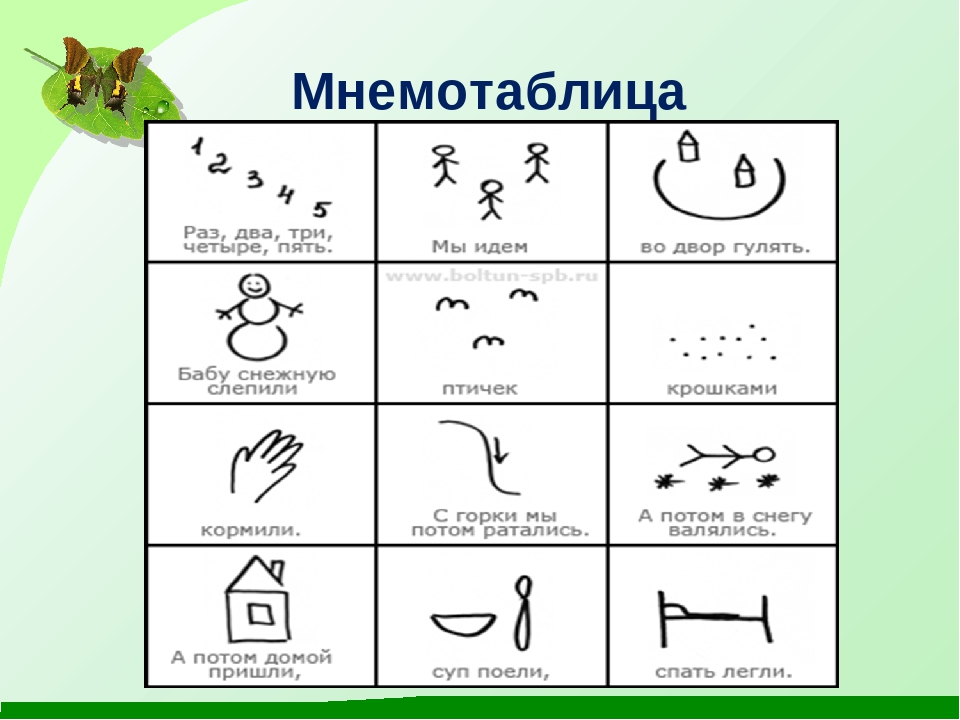 Мнемотаблица
1 2 3 4 5
Раз, два, три,
четыре, пять.
Мы идем
во двор гулять.
www.boltun-spb.ru
Бабу снежную
слепили
птичек
крошками
кормили.
С горки мы
потом ратались.
А потом в снегу
валялись.
А потом домой
пришли,
суп поели,
спать легли.